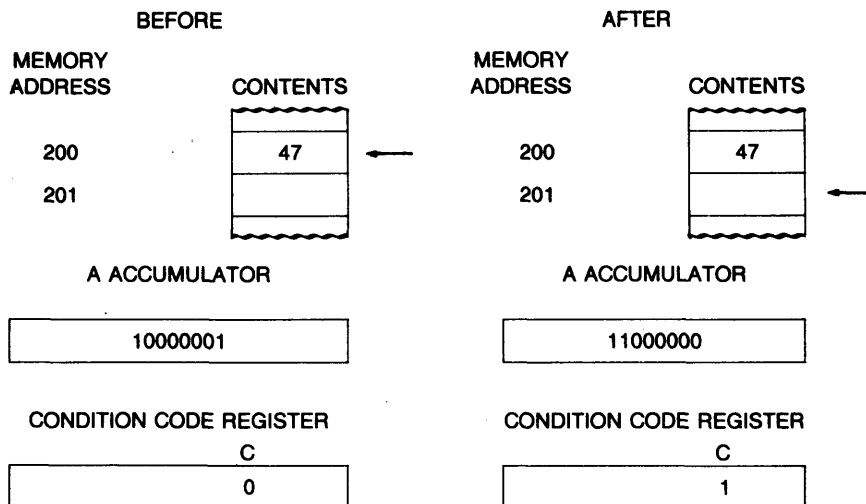 BEFORE
MEMORY ADDRESS CONTENTS
200 47
201
A ACCUMULATOR
10000001
CONDITION CODE REGISTER
C
0
AFTER
MEMORY ADDRESS CONTENTS
200 47
201
A ACCUMULATOR
11000000
CONDITION CODE REGISTER
C
1